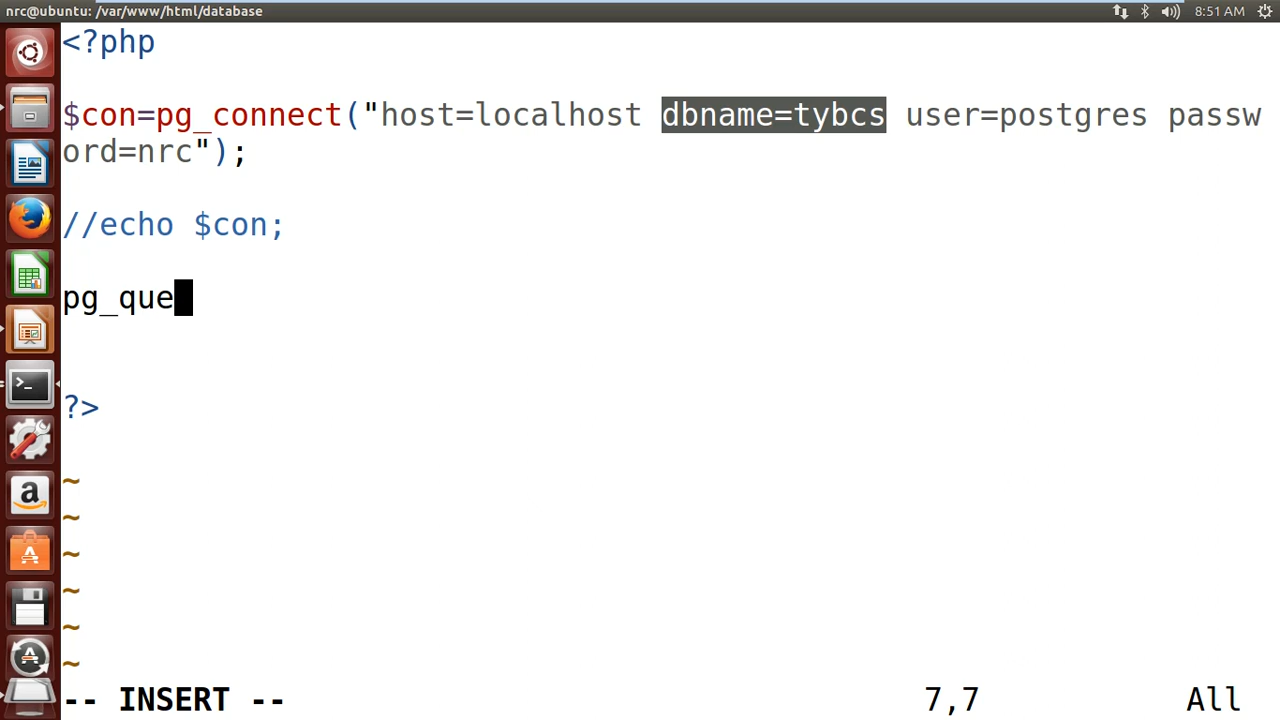 nrc@ubuntu: /var/www/html/database
8:51 AM
<?php
$con=pg_connect("host=localhost dbname=tybcs user=postgres passw
ord=nrc");
//echo $con;
pg_que
?>
~
~
~
~
~
~
-- INSERT --
7,7
All